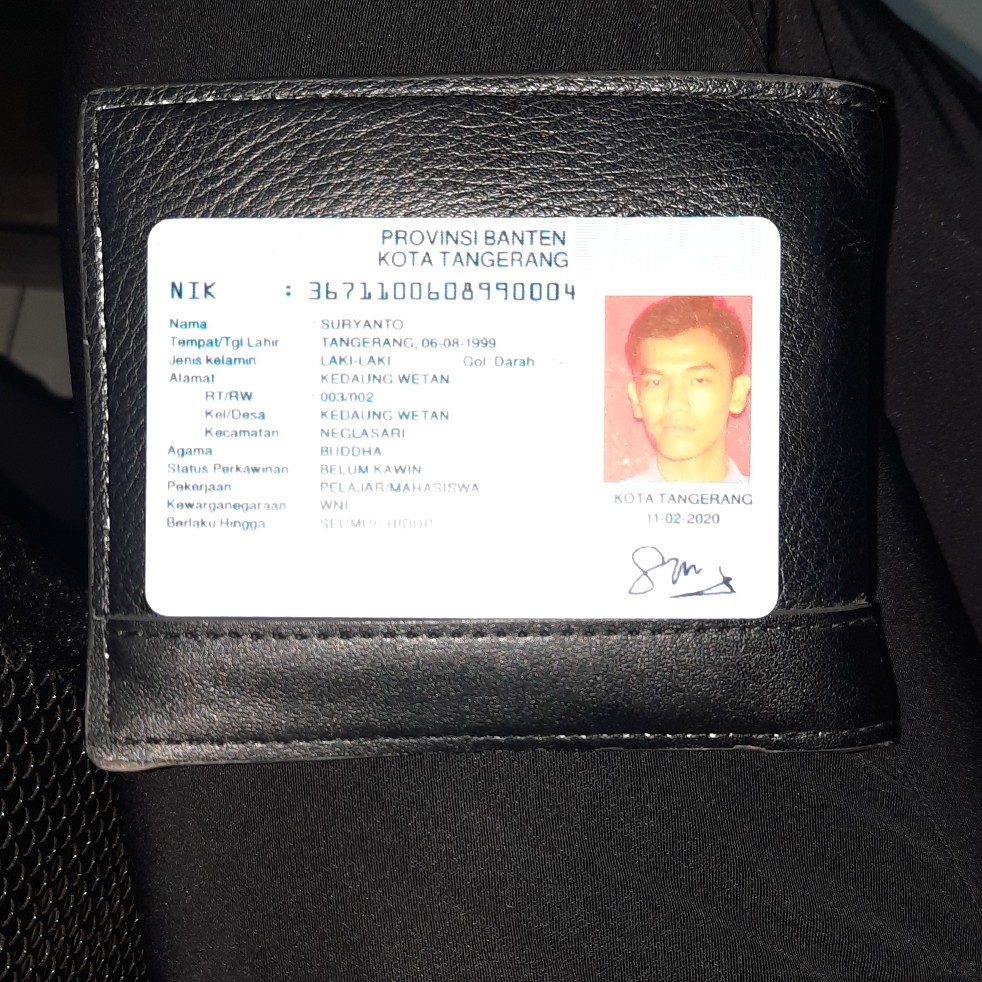 PROVINSI BANTEN
KOTA TANGERANG
NIK : 3671100608990004
Nama : SURYANTO
Tempat/Tgl Lahir TANGERANG, 06-08-1999
Jenis kelamin LAKI-LAKI Gol Darah :-
Alamat KEDAUNG WETAN
RT/RW 003/002
Kel/Desa KEDAUNG WETAN
Kecamatan NEGLASARI
Agama BUDDHA
Status Perkawinan BELUM KAWIN
Pekerjaan PELAJAR/MAHASISWA
Kewarganegaraan WNI
Berlaku Hingga SEUMUR HIDUP
KOTA TANGERANG
11-02-2020